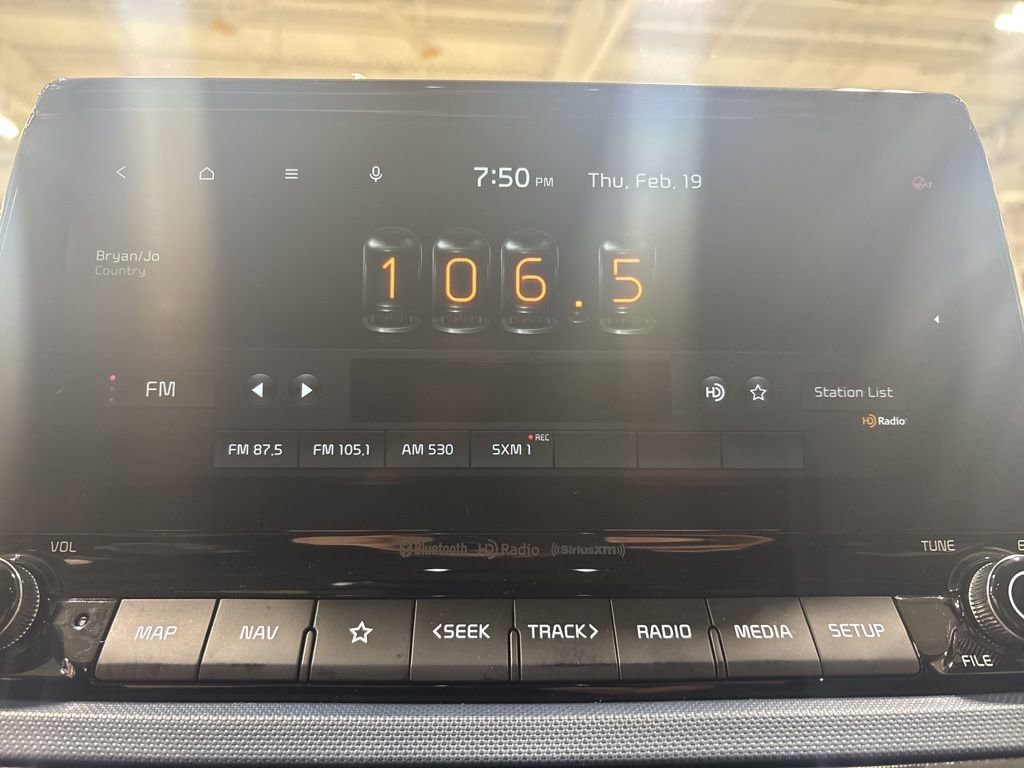 7:50 PM Thu, Feb, 19
Bryan/Jo
Country
106.5
FM
HD
Station List
HD Radio
FM 87.5 FM 105.1 AM 530 SXM 1 REC
Bluetooth HD Radio ((SiriusXM))
VOL
TUNE
MAP NAV <SEEK TRACK> RADIO MEDIA SETUP
FILE